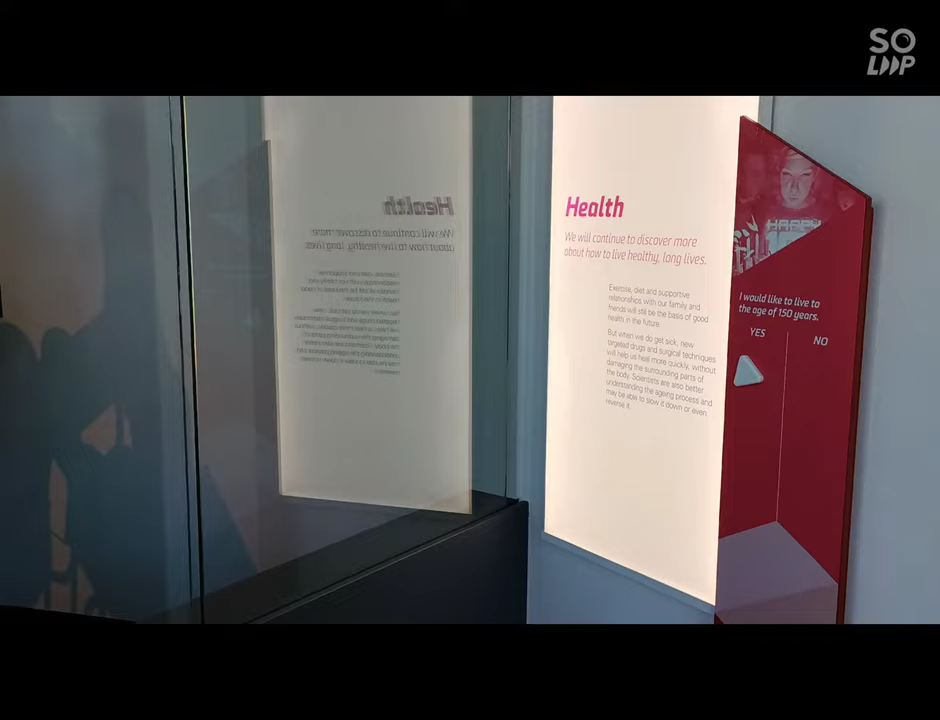 SO
LOOP
Health
We will continue to discover more
about how to live healthy, long lives.
Exercise, diet and supportive
relationships with our family and
friends will still be the basis of good
health in the future.
But when we do get sick, new
targeted drugs and surgical techniques
will help us heal more quickly, without
damaging the surrounding parts of
the body. Scientists are also better
understanding the ageing process and
may be able to slow it down or even
reverse it.
I would like to live to
the age of 150 years.
YES
NO